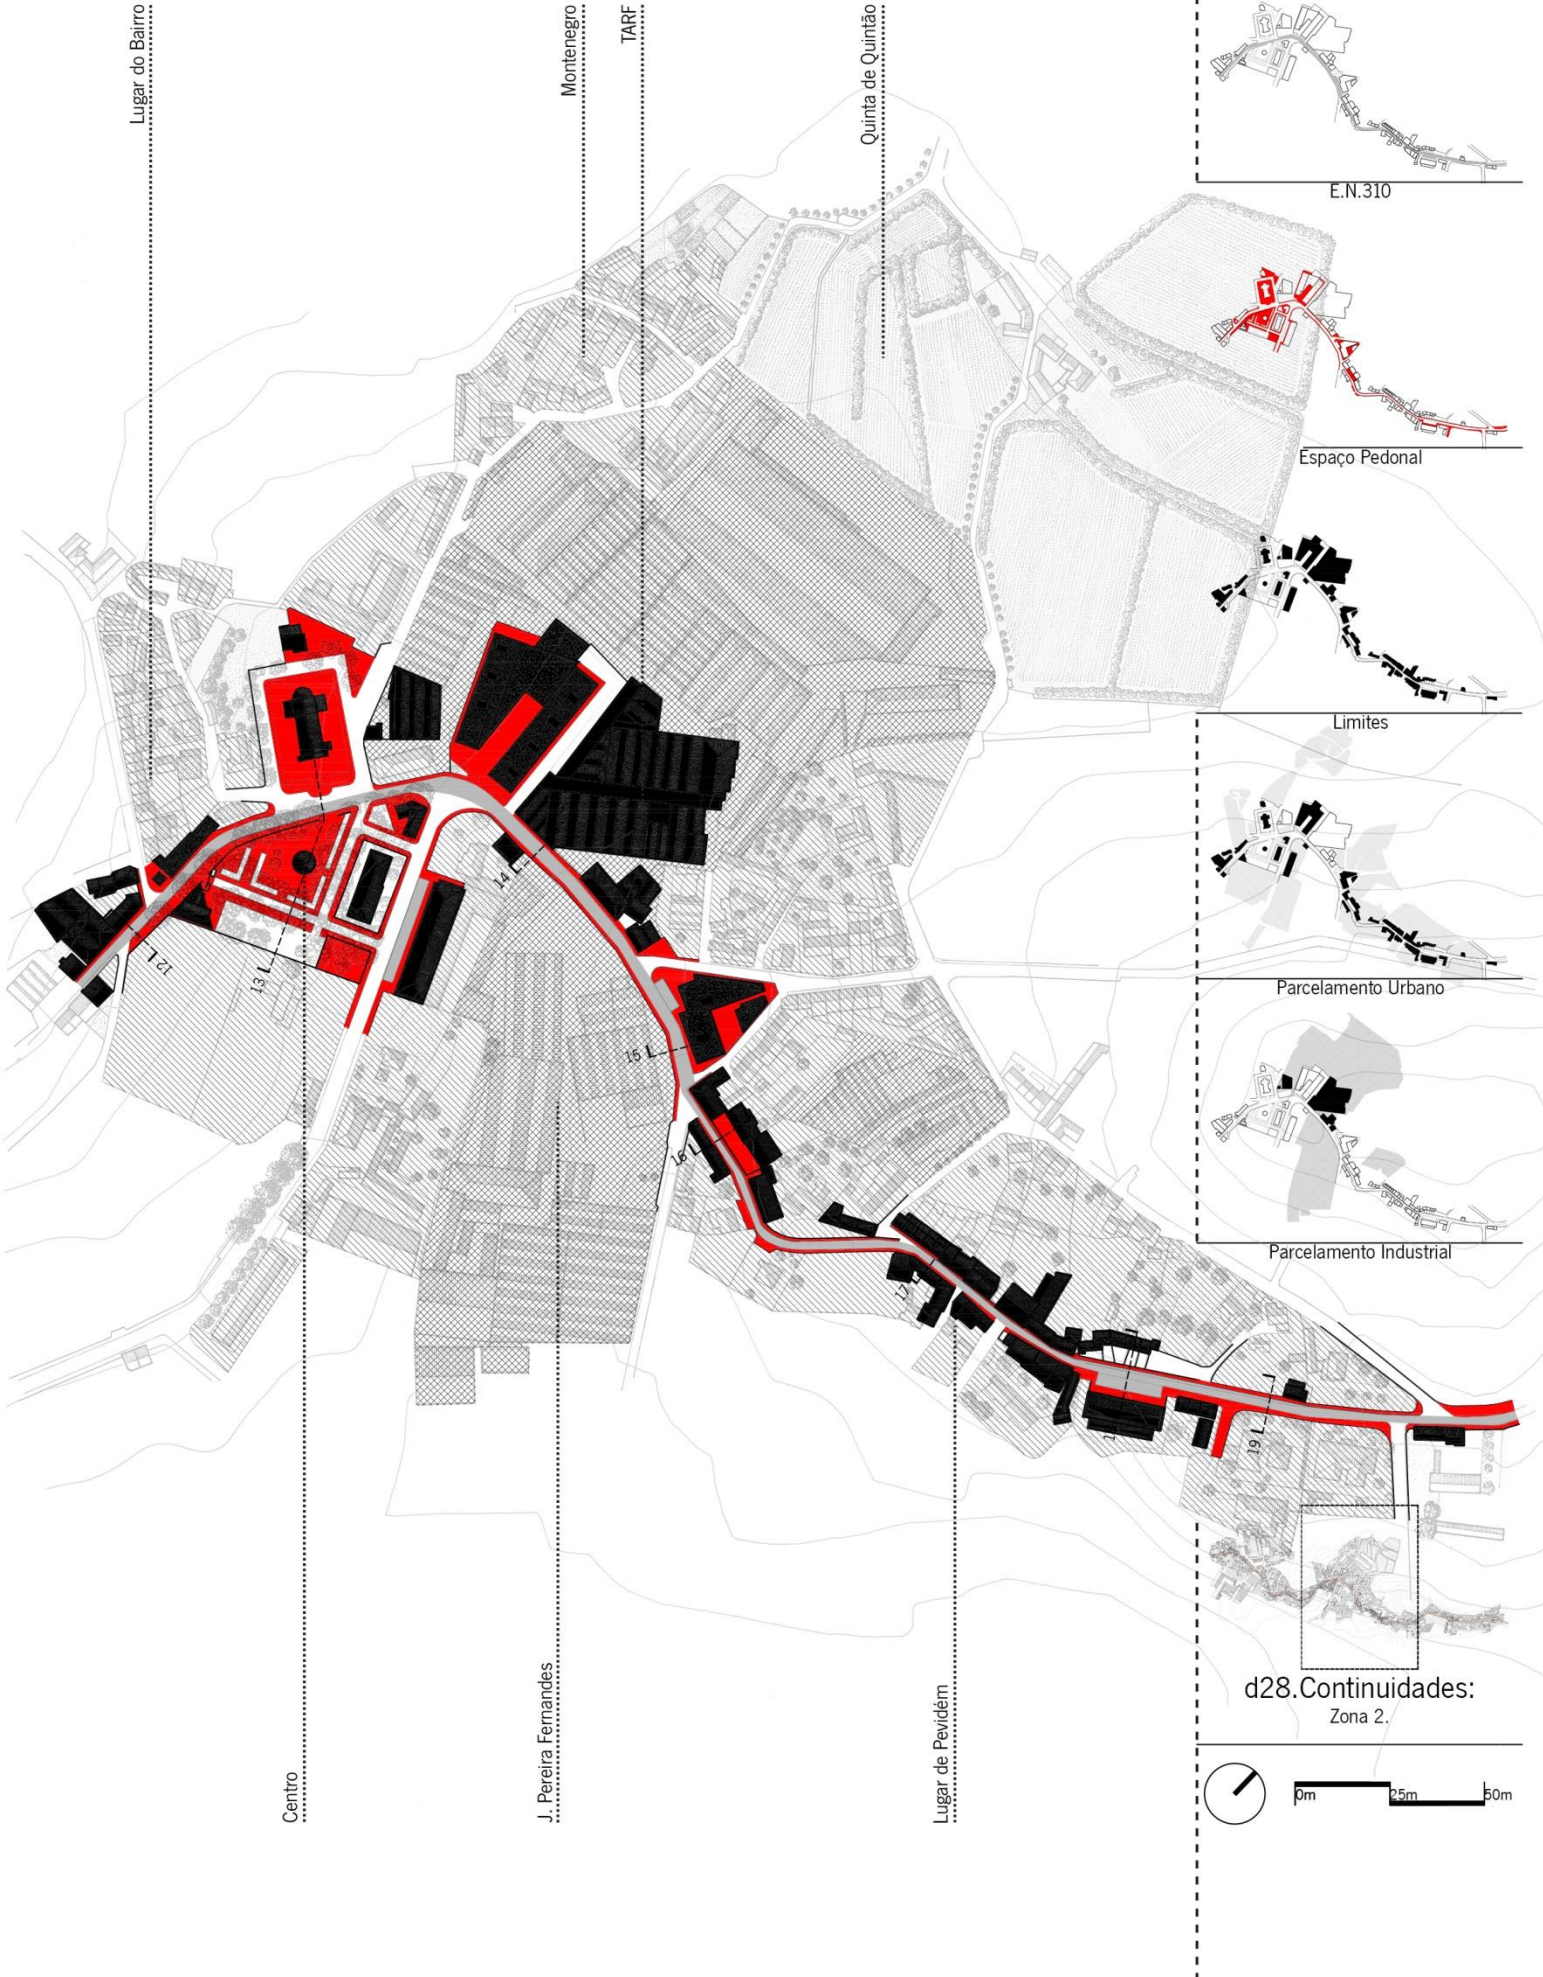 Lugar do Bairro
Montenegro
TARF
Quinta de Quintão
E.N.310
Espaço Pedonal
Limites
Parcelamento Urbano
Parcelamento Industrial
12 L
13 L
14 L
15 L
16 L
17 L
19 L
Centro
J. Pereira Fernandes
Lugar de Pevidém
d28.Continuidades:
Zona 2.
0m 25m 50m